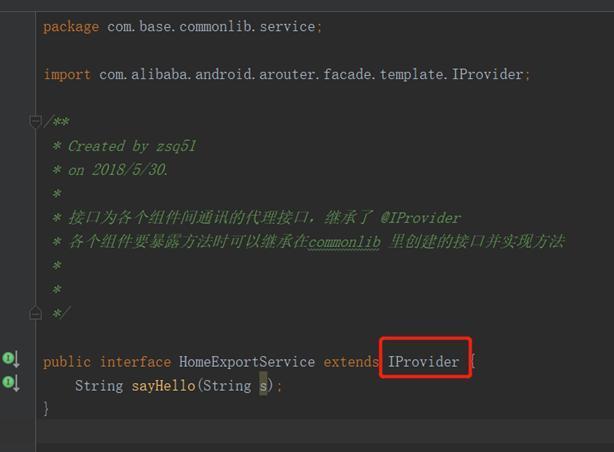 package com.base.commonlib.service;
import com.alibaba.android.arouter.facade.template.IProvider;
/**
* Created by zsq51
* on 2018/5/30.
*
* 接口为各个组件间通讯的代理接口，继承了 @IProvider
* 各个组件要暴露方法时可以继承在commonlib 里创建的接口并实现方法
*
*
*/
public interface HomeExportService extends IProvider {
String sayHello(String s);
}